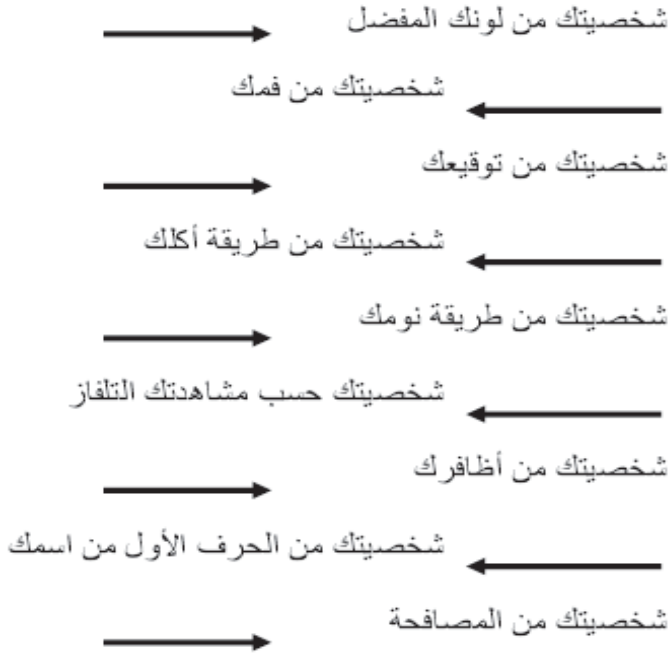 شخصيتك من لونك المفضل
شخصيتك من فمك
شخصيتك من توقيعك
شخصيتك من طريقة أكلك
شخصيتك من طريقة نومك
شخصيتك حسب مشاهدتك التلفاز
شخصيتك من أظافرك
شخصيتك من الحرف الأول من اسمك
شخصيتك من المصافحة